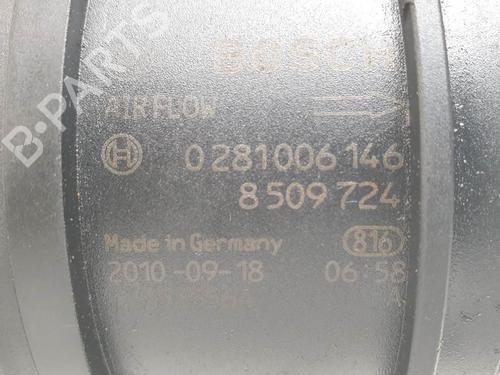 B-PARTS
BOSCH
AIRFLOW
0 281 006 146
8 509 724
Made in Germany 816
2010-09-18 06:58